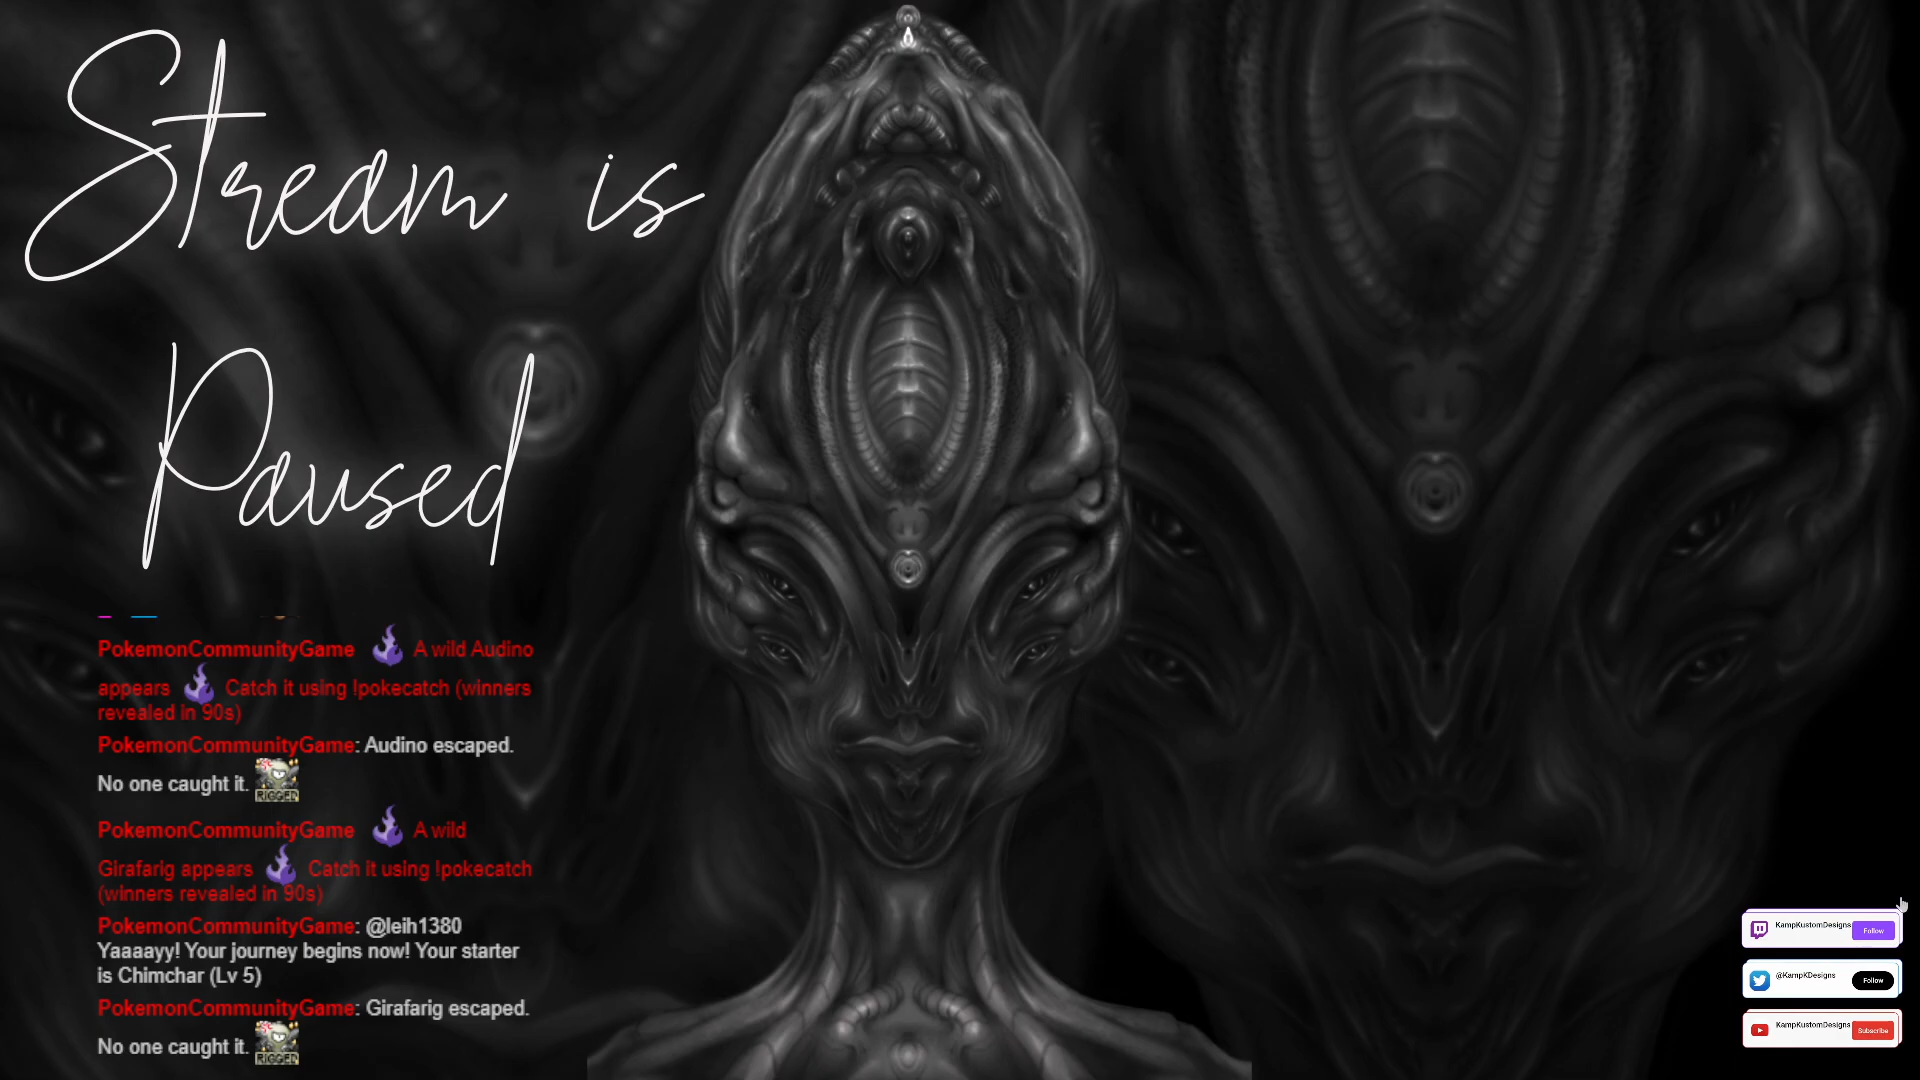 Stream is
Paused
PokemonCommunityGame A wild Audino
appears Catch it using !pokecatch (winners
revealed in 90s)
PokemonCommunityGame: Audino escaped.
No one caught it.
RIGGED
PokemonCommunityGame A wild
Girafarig appears Catch it using !pokecatch
(winners revealed in 90s)
PokemonCommunityGame: @leih1380
Yaaaayy! Your journey begins now! Your starter
is Chimchar (Lv 5)
PokemonCommunityGame: Girafarig escaped.
No one caught it.
RIGGED
KampKustomDesigns Follow
@KampKDesigns Follow
KampKustomDesigns Subscribe